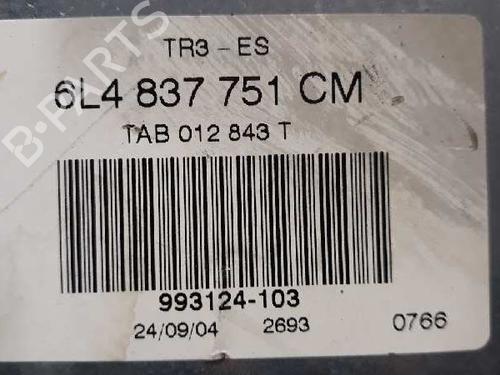 TR3 - ES
6L4 837 751 CM
TAB 012 843 T
993124-103
24/09/04 2693 0766
B-PARTS